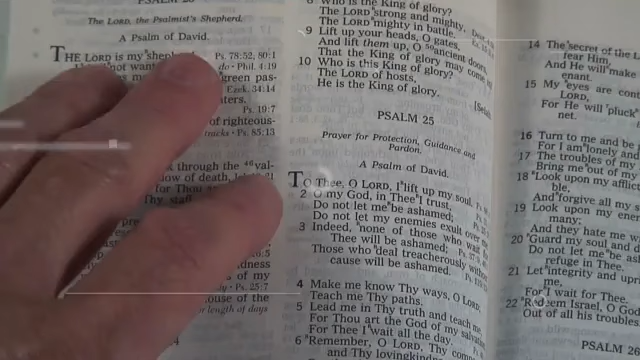 The LORD, the Psalmist's Shepherd.
A Psalm of David.
THE LORD is my shepherd
Ps. 78:52, 80:1
not want
Phil. 4:19
green pas-
Ezek. 34:14
Ps. 19:7
of righteous-
tracks • Ps. 85:13
through the val-
ow of death,
for Thou
Thy staff
Ps. 25:7
house of the
or length of days
Who is the King of glory?
The LORD strong and mighty,
The LORD mighty in battle.
9 Lift up your heads, O gates,
And lift them up, O ancient doors,
That the King of glory may come
10 Who is this King of glory?
The LORD of hosts,
He is the King of glory.
PSALM 25
Prayer for Protection, Guidance and
Pardon.
A Psalm of David.
TO Thee, O LORD, I lift up my soul.
2 O my God, in Thee I trust,
Do not let me be ashamed;
Do not let my enemies exult over
3 Indeed, none of those who wait
Thee will be ashamed;
Those who deal treacherously without
cause will be ashamed.
4 Make me know Thy ways, O LORD
Teach me Thy paths.
5 Lead me in Thy truth and teach me,
For Thou art the God of my salvation
For Thee I wait all the day.
6 Remember, O LORD, Thy
and Thy lovingkindnesses
14 The secret of the L
fear Him,
And He will make
enant.
15 My eyes are cont
LORD,
For He will pluck
net.
16 Turn to me and be
For I am lonely and
17 The troubles of my
Bring me out of my
18 Look upon my afflic
ble,
And forgive all my s
19 Look upon my enem
many;
And they hate me w
20 Guard my soul and d
Do not let me be ash
refuge in Thee.
21 Let integrity and upr
me,
For I wait for Thee.
22 Redeem Israel, O God
Out of all his troubles.
PSALM 26